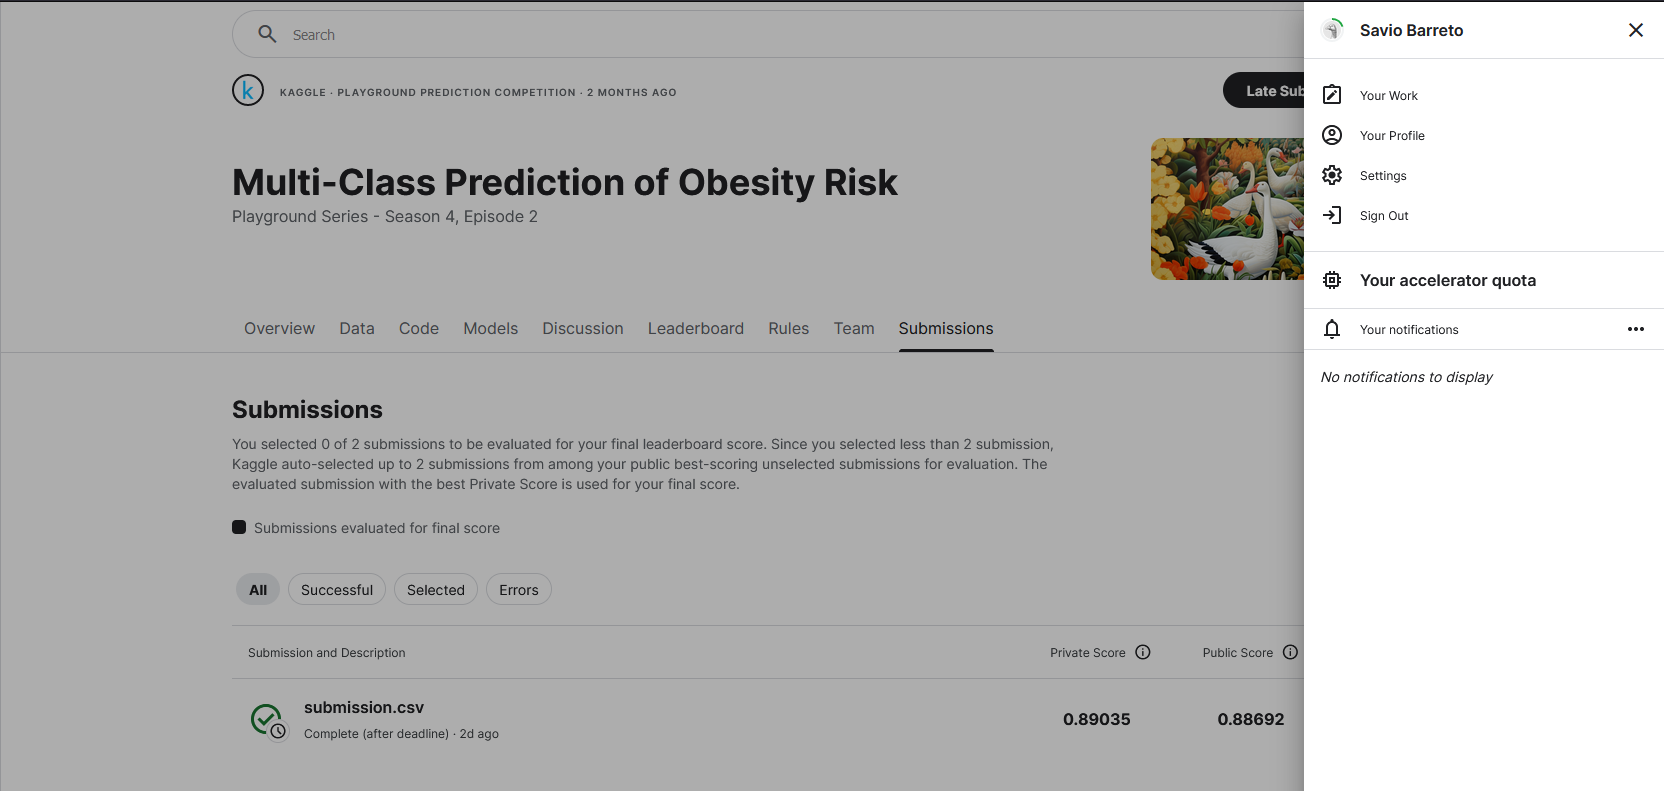 Search
KAGGLE · PLAYGROUND PREDICTION COMPETITION · 2 MONTHS AGO
Late Sub
Multi-Class Prediction of Obesity Risk
Playground Series - Season 4, Episode 2
Overview Data Code Models Discussion Leaderboard Rules Team Submissions
Submissions
You selected 0 of 2 submissions to be evaluated for your final leaderboard score. Since you selected less than 2 submission,
Kaggle auto-selected up to 2 submissions from among your public best-scoring unselected submissions for evaluation. The
evaluated submission with the best Private Score is used for your final score.
Submissions evaluated for final score
All Successful Selected Errors
Submission and Description Private Score Public Score
submission.csv
Complete (after deadline) · 2d ago
0.89035 0.88692
Savio Barreto
Your Work
Your Profile
Settings
Sign Out
Your accelerator quota
Your notifications
No notifications to display